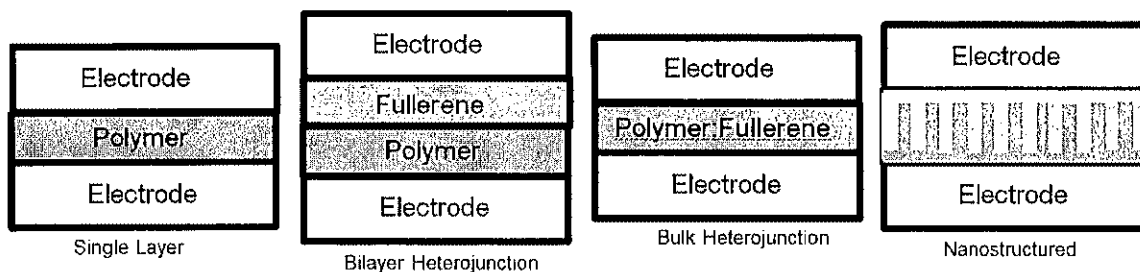 Electrode
Polymer
Electrode
Single Layer
Electrode
Fullerene
Polymer
Electrode
Bilayer Heterojunction
Electrode
Polymer:Fullerene
Electrode
Bulk Heterojunction
Electrode
Electrode
Nanostructured